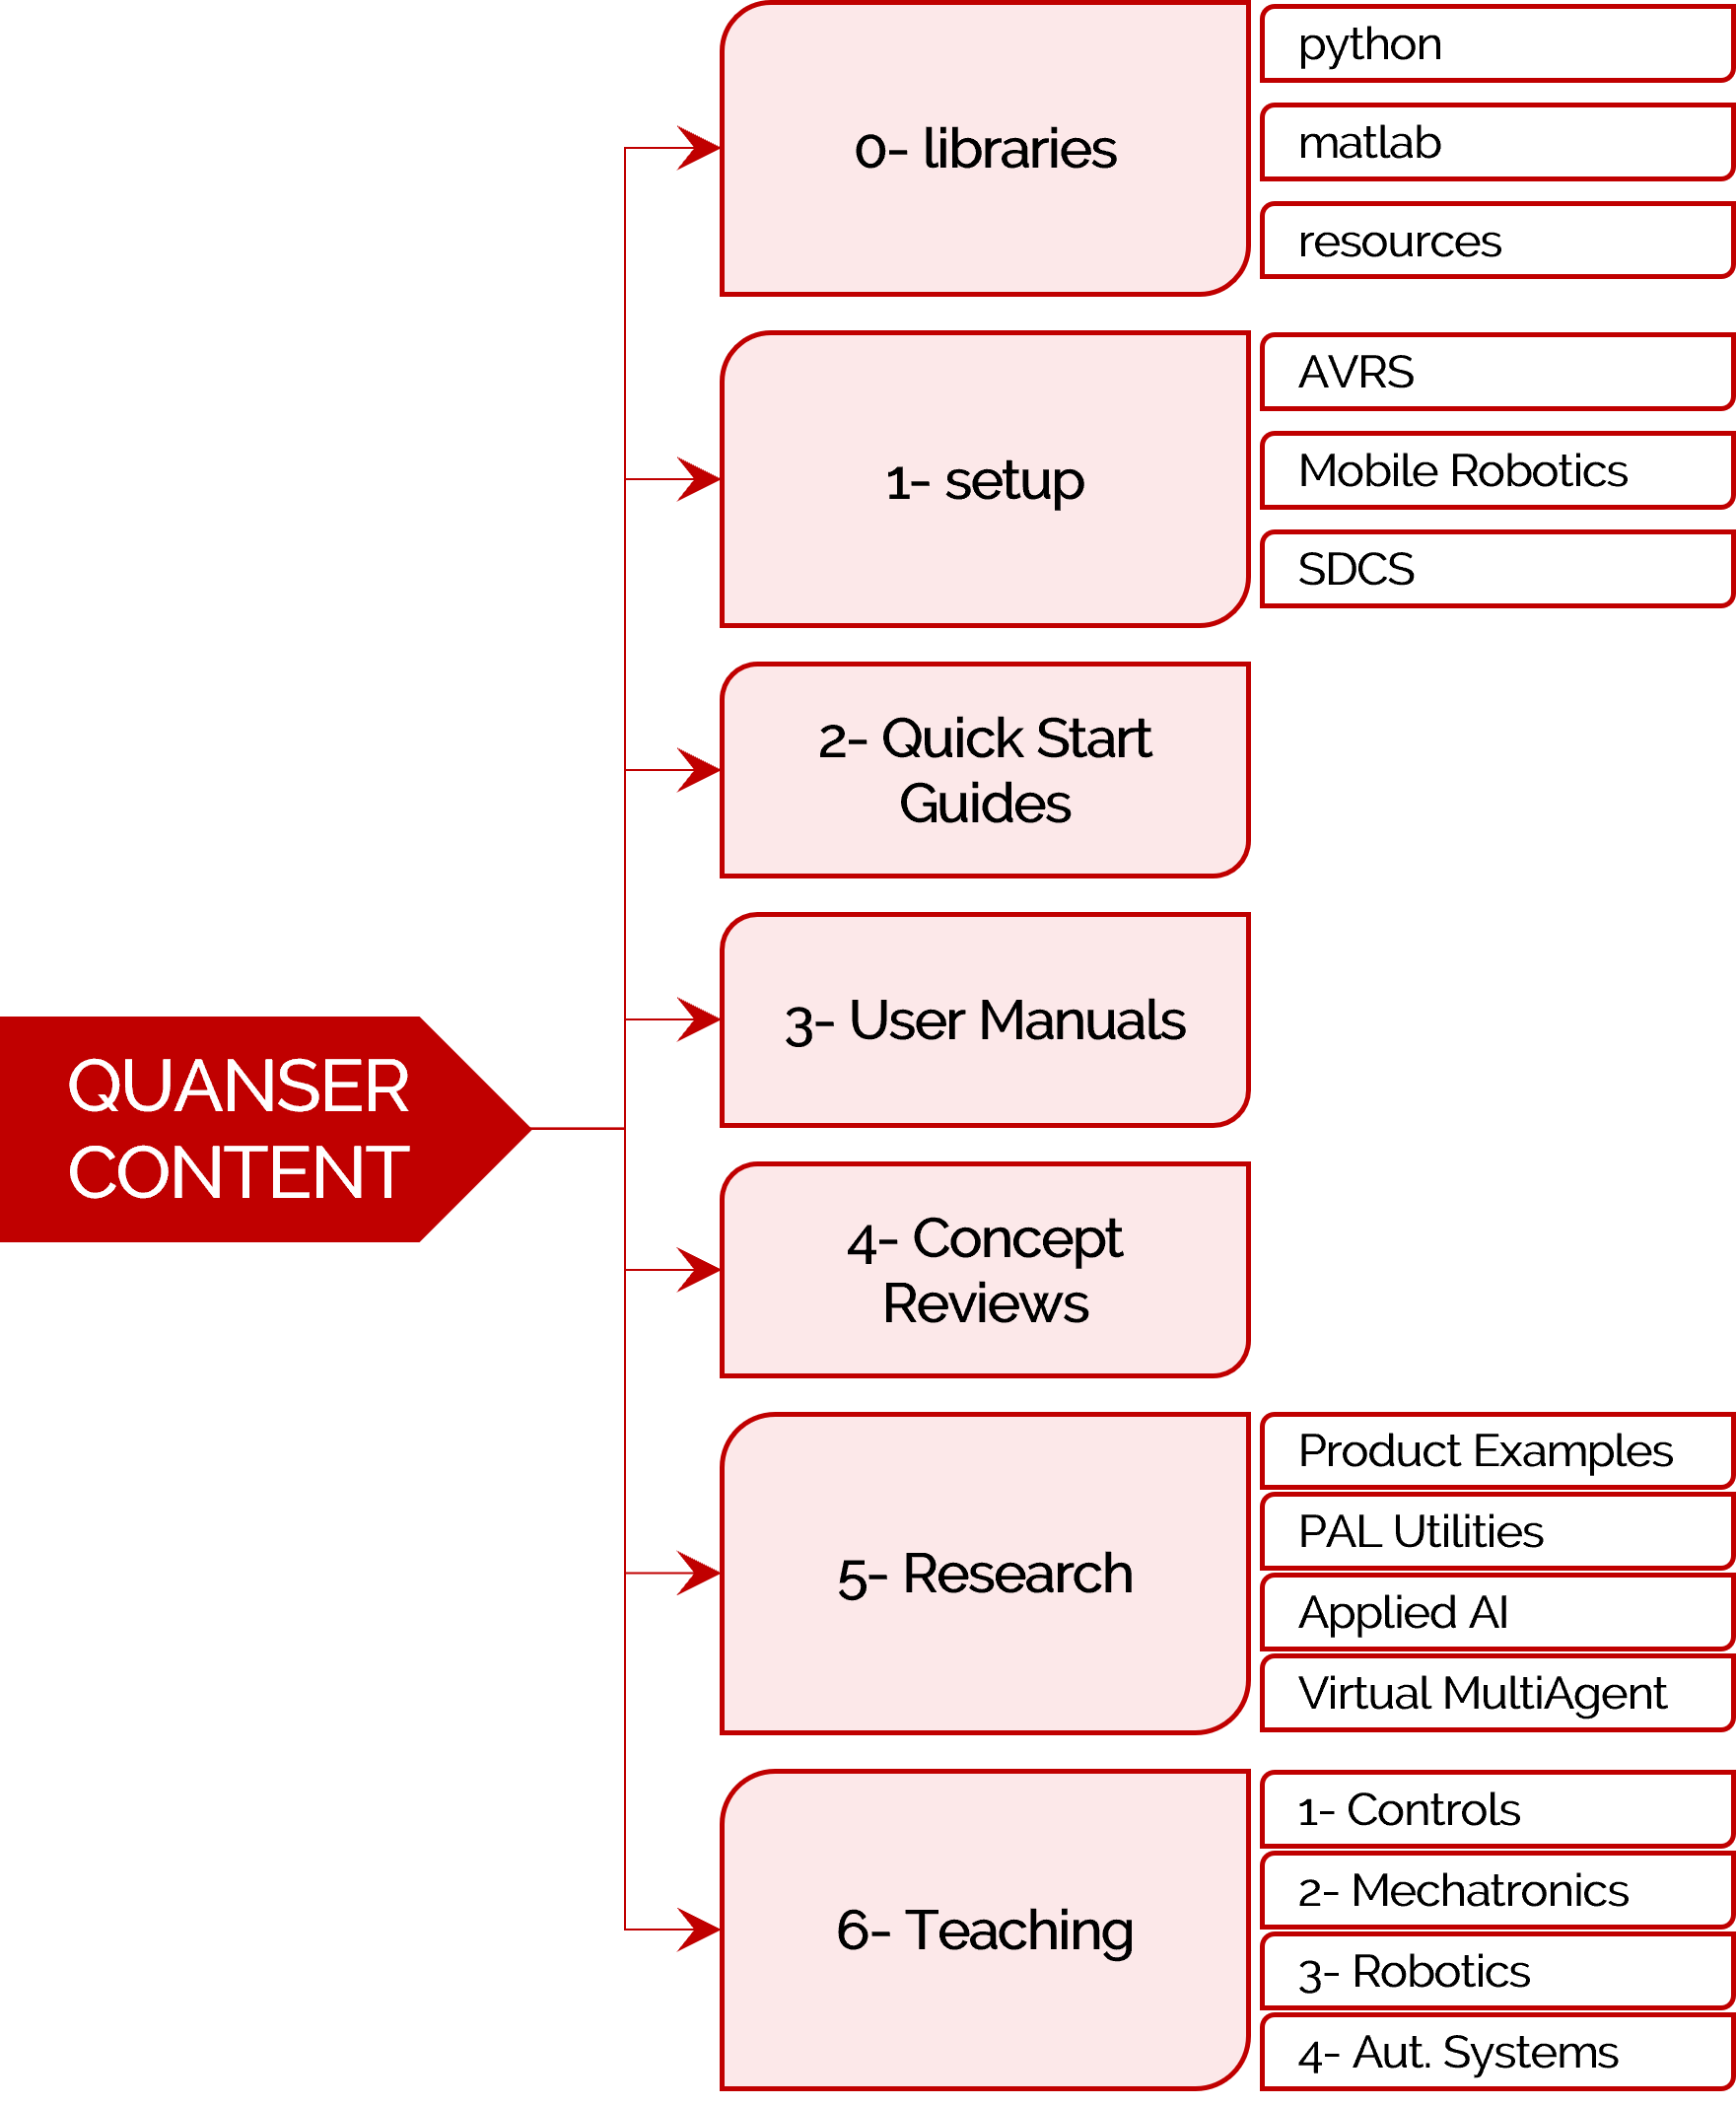 QUANSER
CONTENT
0- libraries
python
matlab
resources
1- setup
AVRS
Mobile Robotics
SDCS
2- Quick Start
Guides
3- User Manuals
4- Concept
Reviews
5- Research
Product Examples
PAL Utilities
Applied AI
Virtual MultiAgent
6- Teaching
1- Controls
2- Mechatronics
3- Robotics
4- Aut. Systems